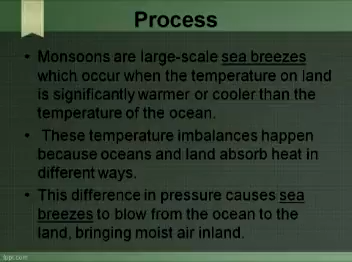 Process
• Monsoons are large-scale sea breezes
which occur when the temperature on land
is significantly warmer or cooler than the
temperature of the ocean.
• These temperature imbalances happen
because oceans and land absorb heat in
different ways.
• This difference in pressure causes sea
breezes to blow from the ocean to the
land, bringing moist air inland.